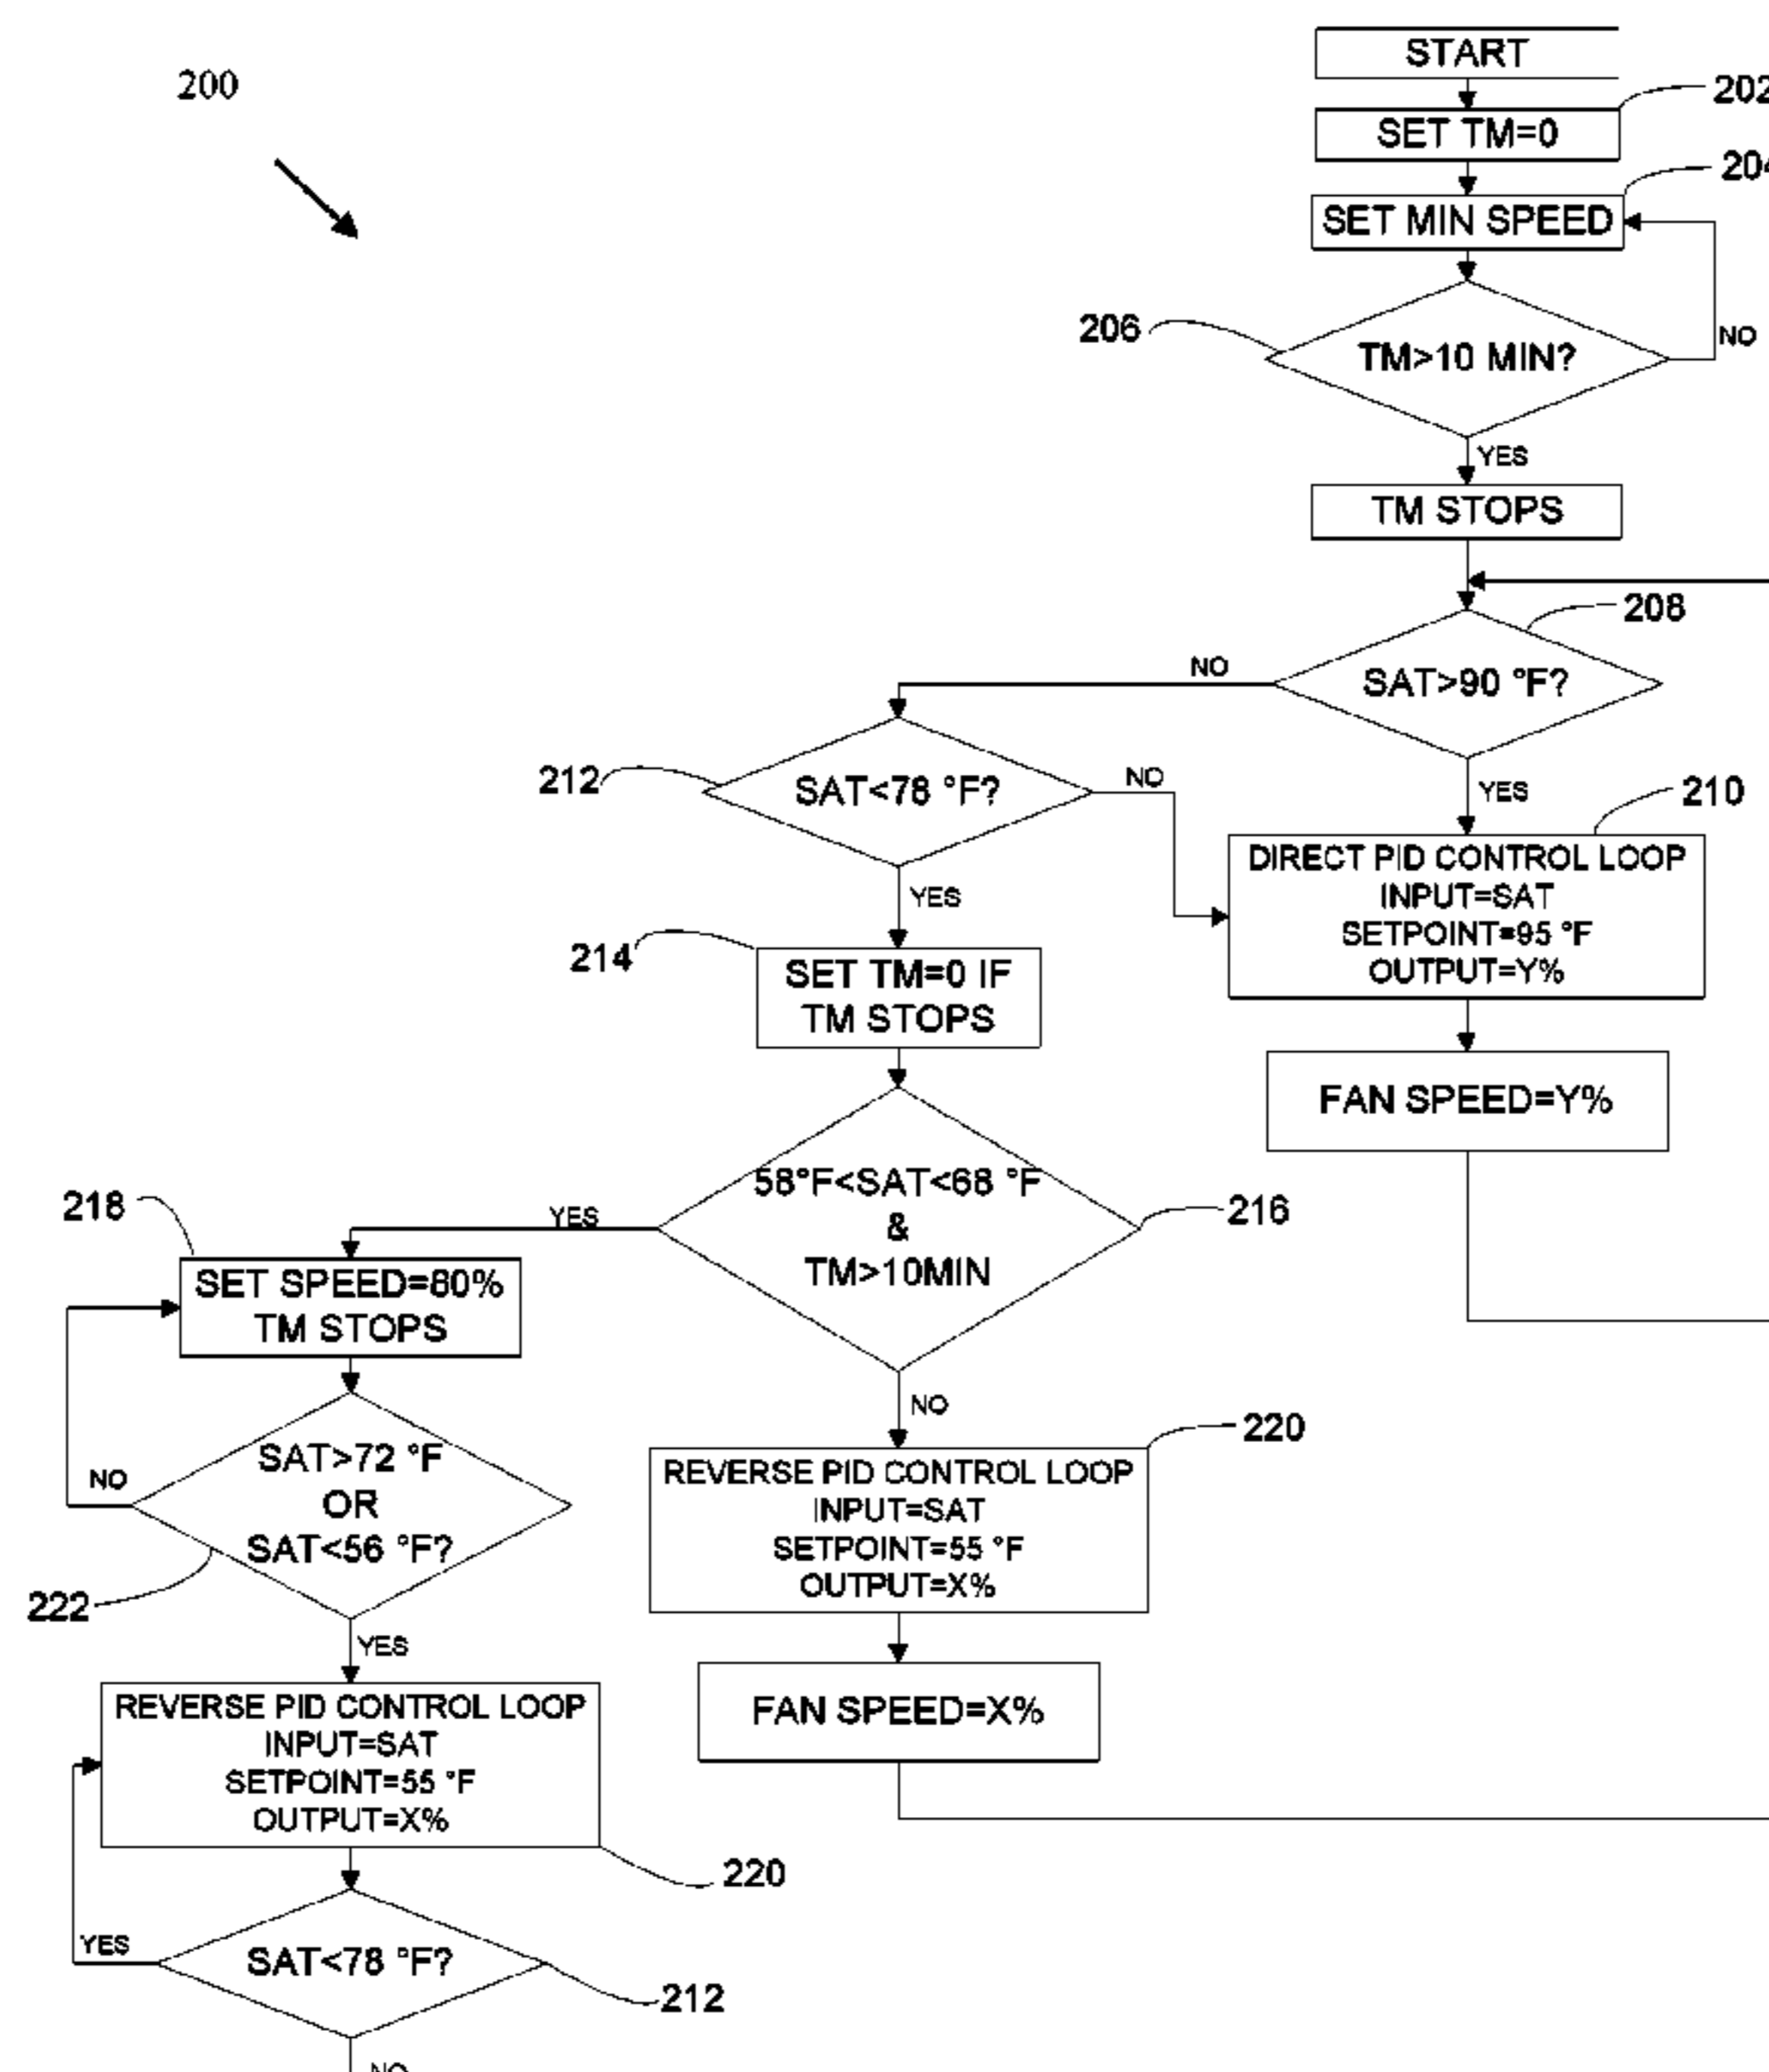 200
START
202
SET TM=0
204
SET MIN SPEED
206
TM>10 MIN?
NO
YES
TM STOPS
208
SAT>90 °F?
NO
212
SAT<78 °F?
NO
YES
210
DIRECT PID CONTROL LOOP
INPUT=SAT
SETPOINT=95 °F
OUTPUT=Y%
YES
214
SET TM=0 IF
TM STOPS
FAN SPEED=Y%
58°F<SAT<68 °F
&
TM>10MIN
216
YES
218
SET SPEED=80%
TM STOPS
NO
220
REVERSE PID CONTROL LOOP
INPUT=SAT
SETPOINT=55 °F
OUTPUT=X%
SAT>72 °F
OR
SAT<56 °F?
NO
222
YES
FAN SPEED=X%
REVERSE PID CONTROL LOOP
INPUT=SAT
SETPOINT=55 °F
OUTPUT=X%
220
SAT<78 °F?
YES
212
NO